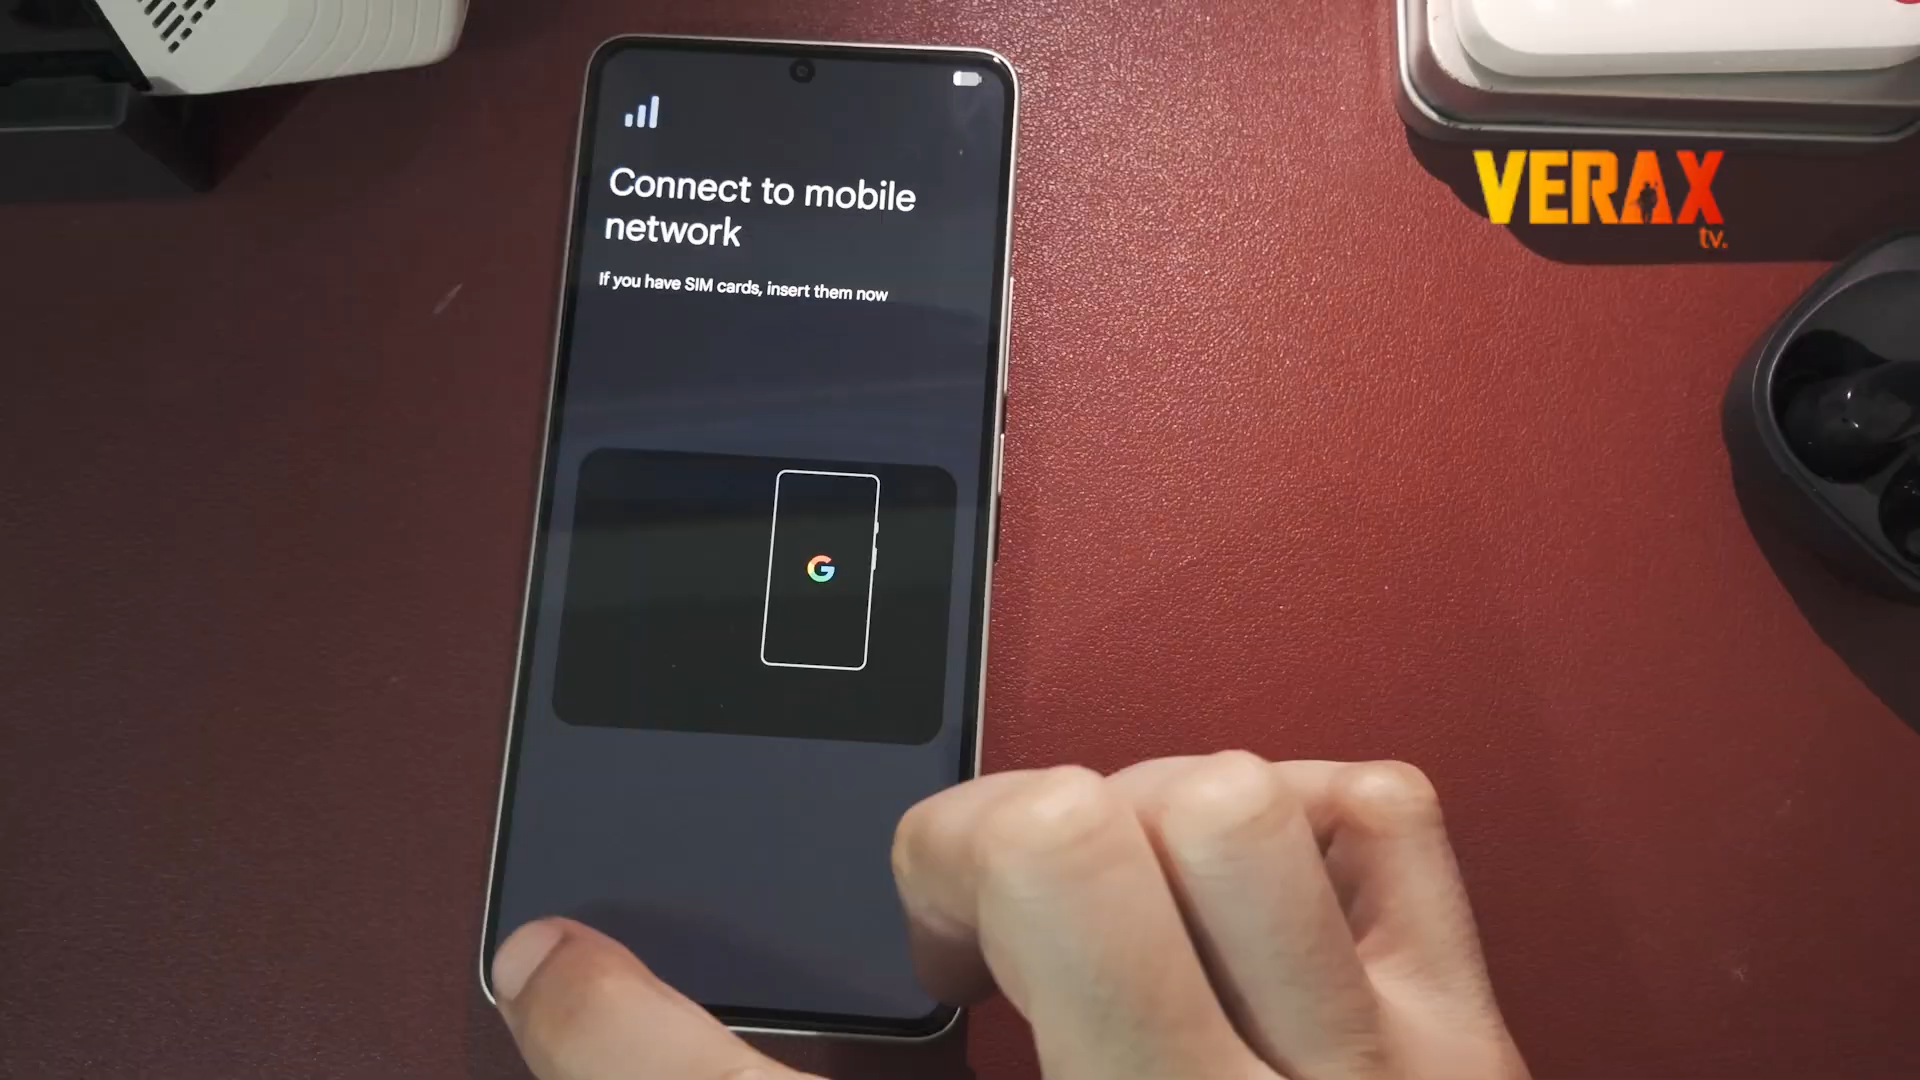 VERAX
tv.
Connect to mobile
network
If you have SIM cards, insert them now
G